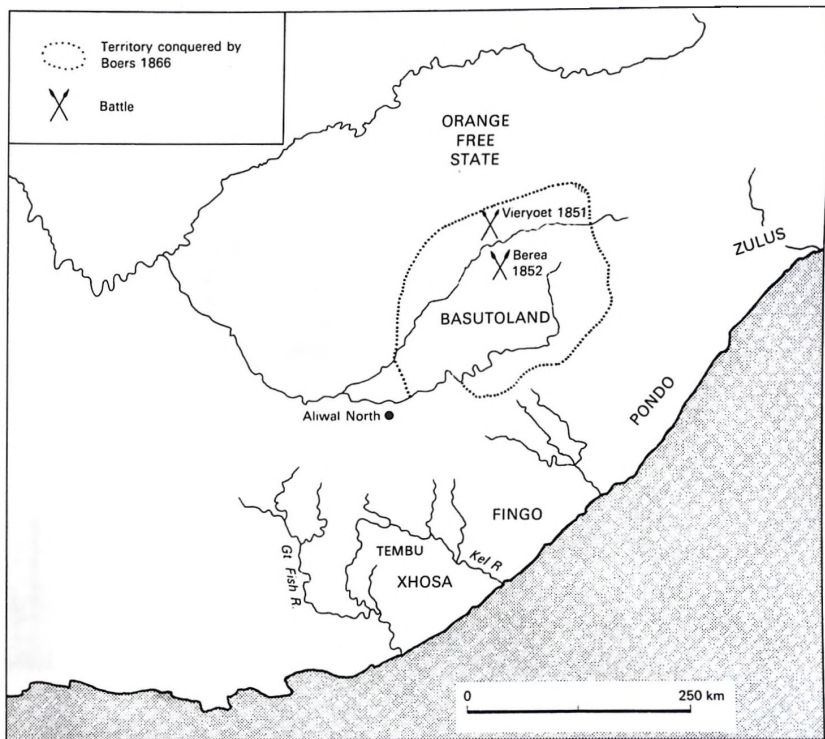 Territory conquered by
Boers 1866
Battle
ORANGE
FREE
STATE
Vieryoet 1851
Berea
1852
ZULUS
BASUTOLAND
PONDO
Aliwal North
FINGO
Gt Fish R.
TEMBU
Kel R
XHOSA
0 250 km